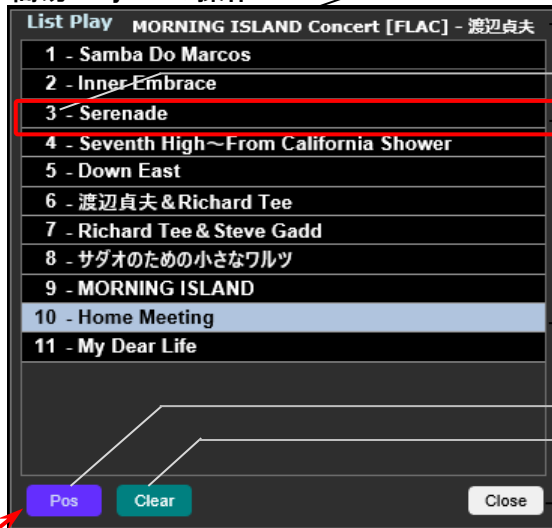 List Play MORNING ISLAND Concert [FLAC] - 渡辺貞夫
1 - Samba Do Marcos
2 - Inner Embrace
3 - Serenade
4 - Seventh High～From California Shower
5 - Down East
6 - 渡辺貞夫＆Richard Tee
7 - Richard Tee & Steve Gadd
8 - サダオのための小さなワルツ
9 - MORNING ISLAND
10 - Home Meeting
11 - My Dear Life
Pos Clear Close